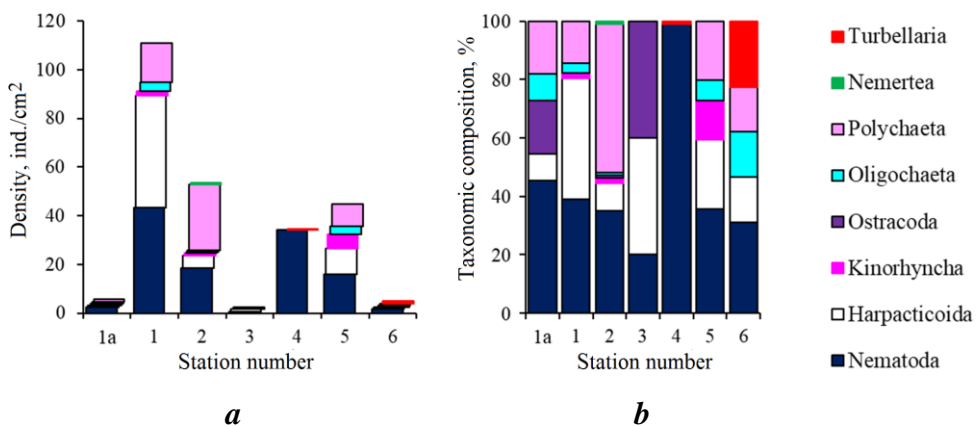 120
100
80
60
40
20
0
Density, ind./cm2
1a 1 2 3 4 5 6
Station number
a
100
80
60
40
20
0
Taxonomic composition, %
1a 1 2 3 4 5 6
Station number
b
Turbellaria
Nemertea
Polychaeta
Oligochaeta
Ostracoda
Kinorhyncha
Harpacticoida
Nematoda